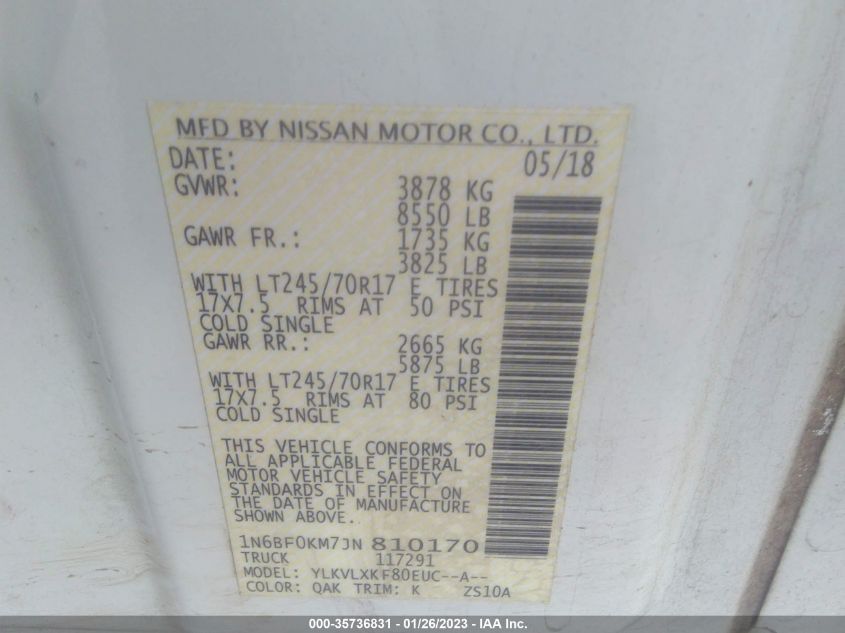 MFD BY NISSAN MOTOR CO., LTD.
DATE: 05/18
GVWR: 3878 KG
8550 LB
GAWR FR.: 1735 KG
3825 LB
WITH LT245/70R17 E TIRES
17X7.5 RIMS AT 50 PSI
COLD SINGLE
GAWR RR.: 2665 KG
5875 LB
WITH LT245/70R17 E TIRES
17X7.5 RIMS AT 80 PSI
COLD SINGLE
THIS VEHICLE CONFORMS TO
ALL APPLICABLE FEDERAL
MOTOR VEHICLE SAFETY
STANDARDS IN EFFECT ON
THE DATE OF MANUFACTURE
SHOWN ABOVE.
1N6BF0KM7JN 810170
TRUCK 117291
MODEL: YLKVLXKF80EUC--A--
COLOR: QAK TRIM: K ZS10A
000-35736831 - 01/26/2023 - IAA Inc.